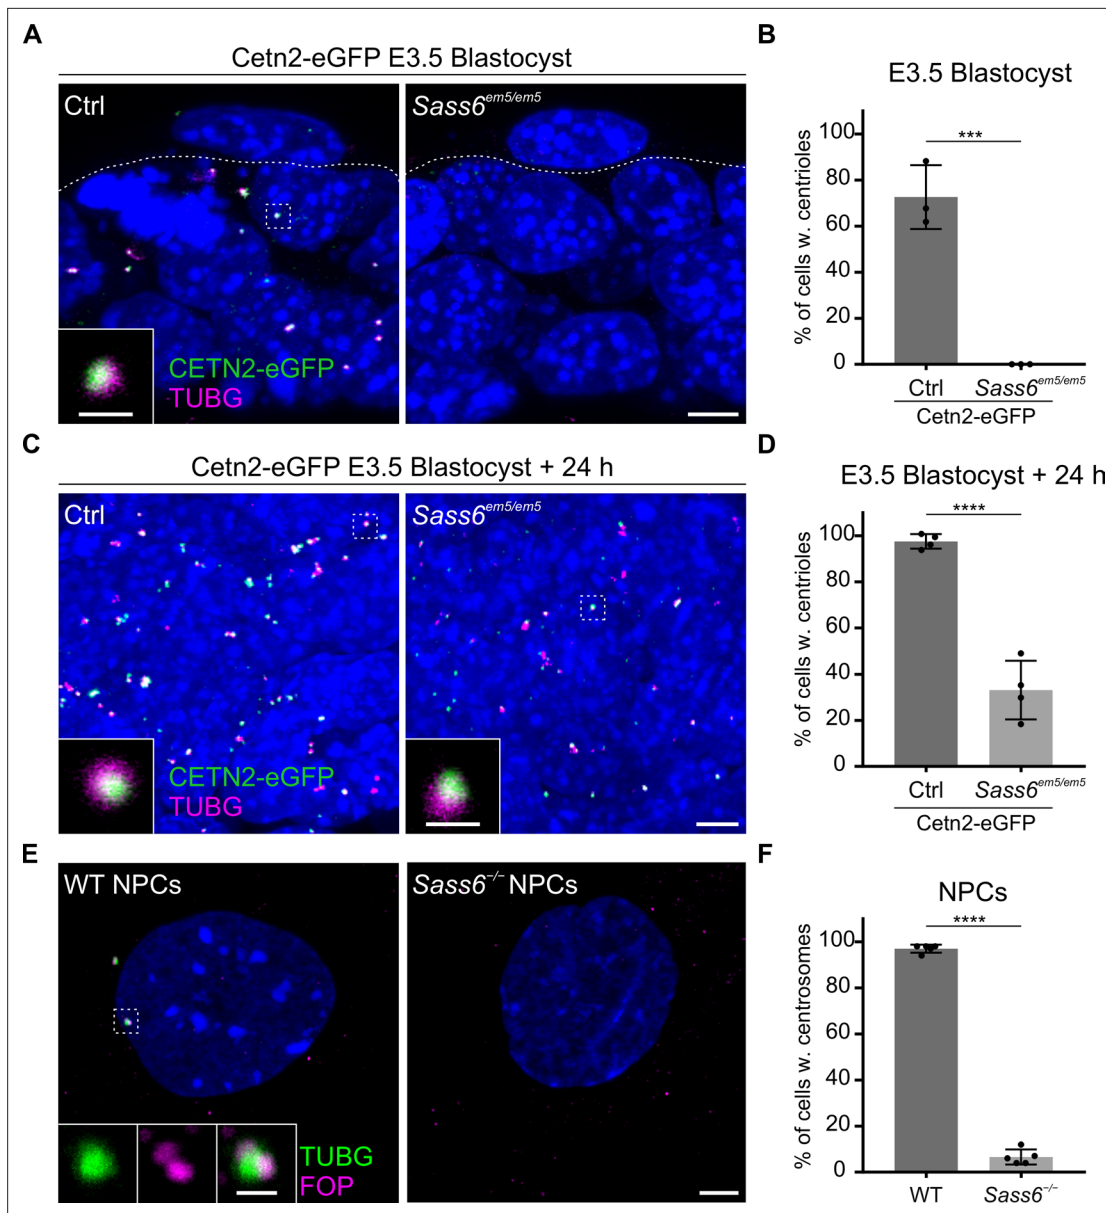 A
Cetn2-eGFP E3.5 Blastocyst
Ctrl
Sass6em5/em5
CETN2-eGFP
TUBG
B
E3.5 Blastocyst
% of cells w. centrioles
100
80
60
40
20
0
***
Ctrl
Sass6em5/em5
Cetn2-eGFP
C
Cetn2-eGFP E3.5 Blastocyst + 24 h
Ctrl
Sass6em5/em5
CETN2-eGFP
TUBG
D
E3.5 Blastocyst + 24 h
% of cells w. centrioles
100
80
60
40
20
0
****
Ctrl
Sass6em5/em5
Cetn2-eGFP
E
WT NPCs
Sass6−/− NPCs
TUBG
FOP
F
NPCs
% of cells w. centrosomes
100
80
60
40
20
0
****
WT
Sass6−/−